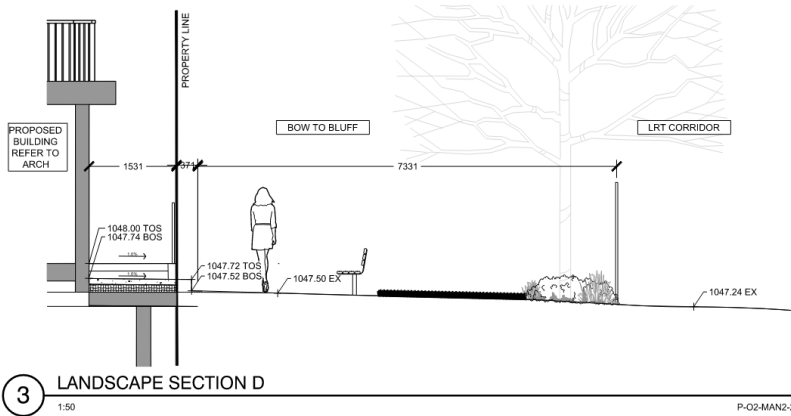 PROPERTY LINE
PROPOSED
BUILDING
REFER TO
ARCH
BOW TO BLUFF
LRT CORRIDOR
1531
371
7331
1048.00 TOS
1047.74 BOS
1047.72 TOS
1047.52 BOS
1047.50 EX
1047.24 EX
3
LANDSCAPE SECTION D
1:50